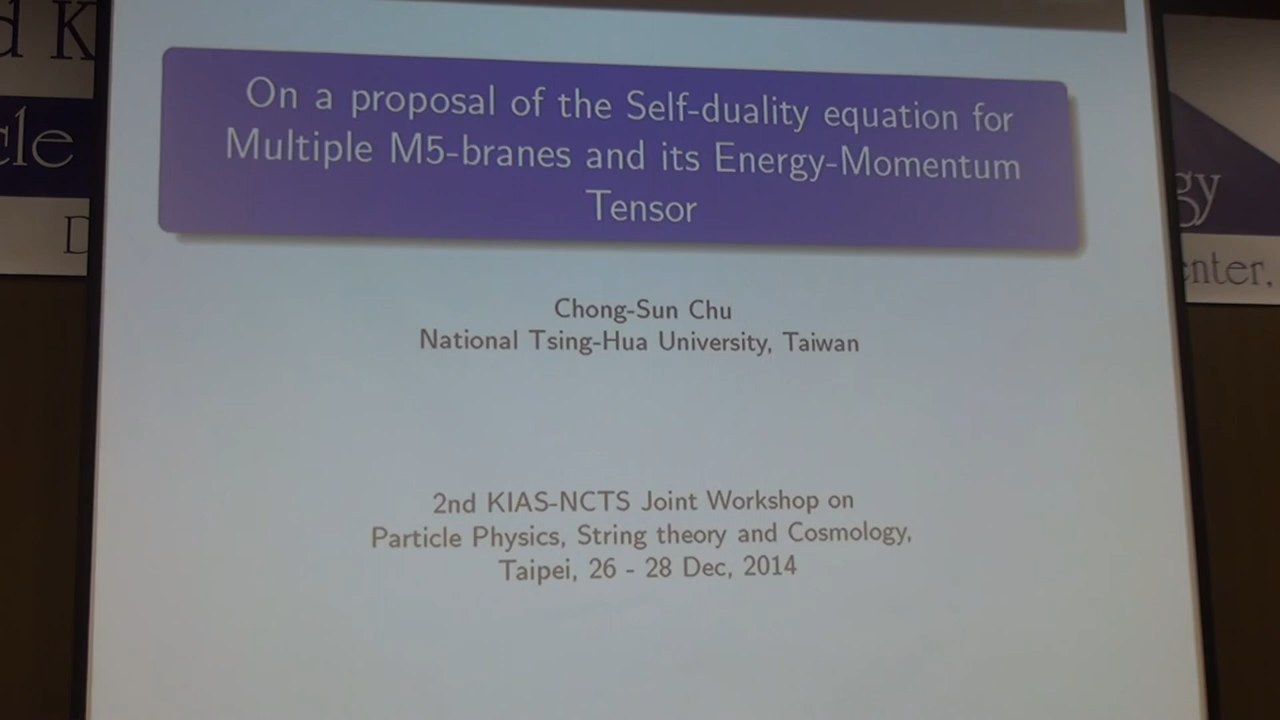 On a proposal of the Self-duality equation for
Multiple M5-branes and its Energy-Momentum
Tensor
Chong-Sun Chu
National Tsing-Hua University, Taiwan
2nd KIAS-NCTS Joint Workshop on
Particle Physics, String theory and Cosmology,
Taipei, 26 - 28 Dec, 2014